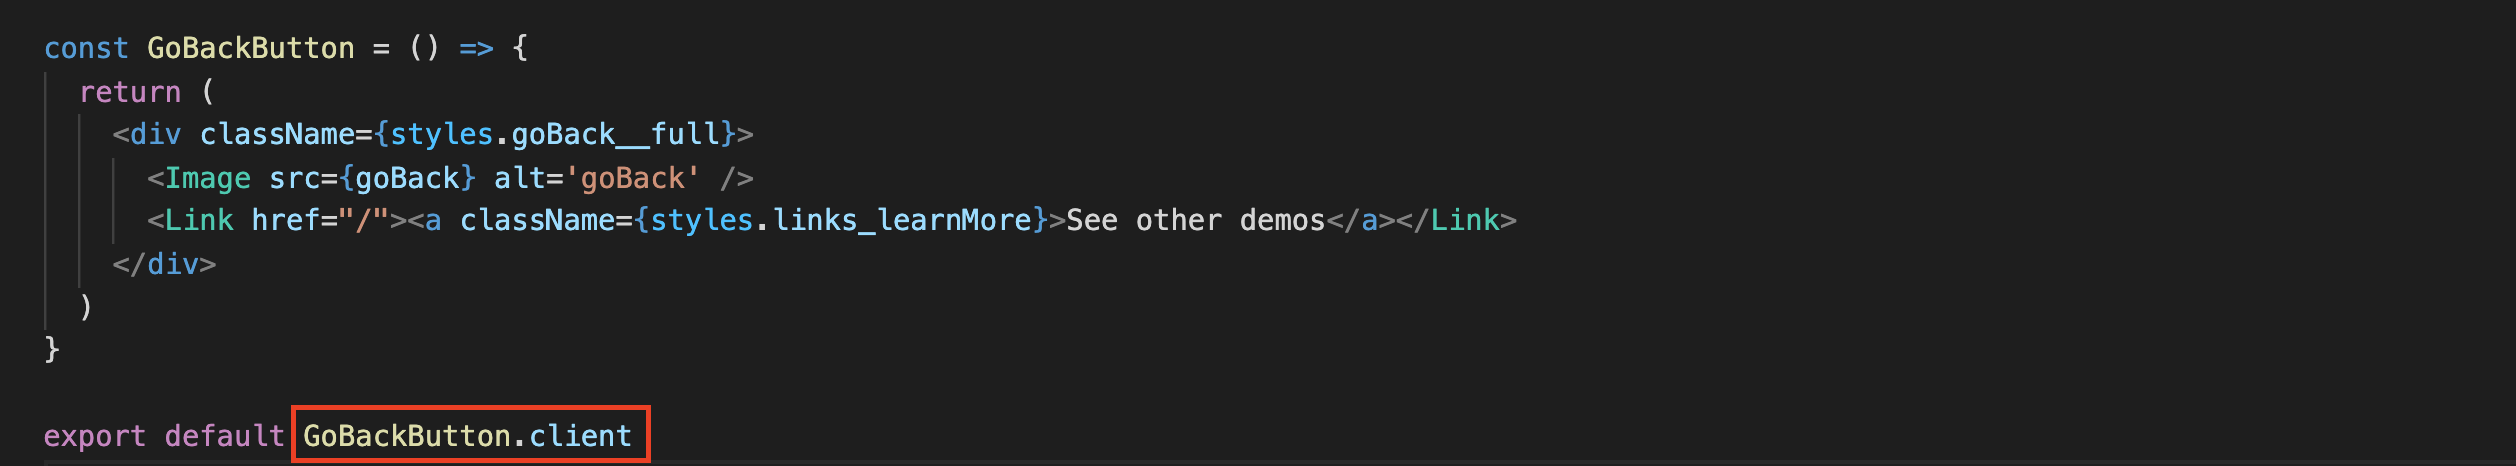 const GoBackButton = () => {
return (
<div className={styles.goBack__full}>
<Image src={goBack} alt='goBack' />
<Link href="/"><a className={styles.links_learnMore}>See other demos</a></Link>
</div>
)
}
export default GoBackButton.client